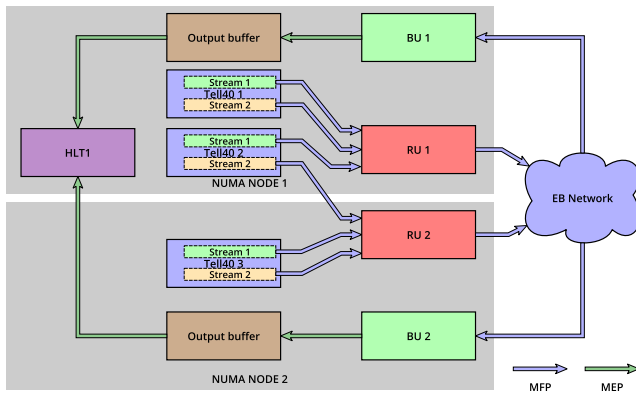 Output buffer
BU 1
Stream 1
Tell40 1
Stream 2
Stream 1
Tell40 2
Stream 2
RU 1
HLT1
NUMA NODE 1
EB Network
RU 2
Stream 1
Tell40 3
Stream 2
Output buffer
BU 2
NUMA NODE 2
MFP
MEP